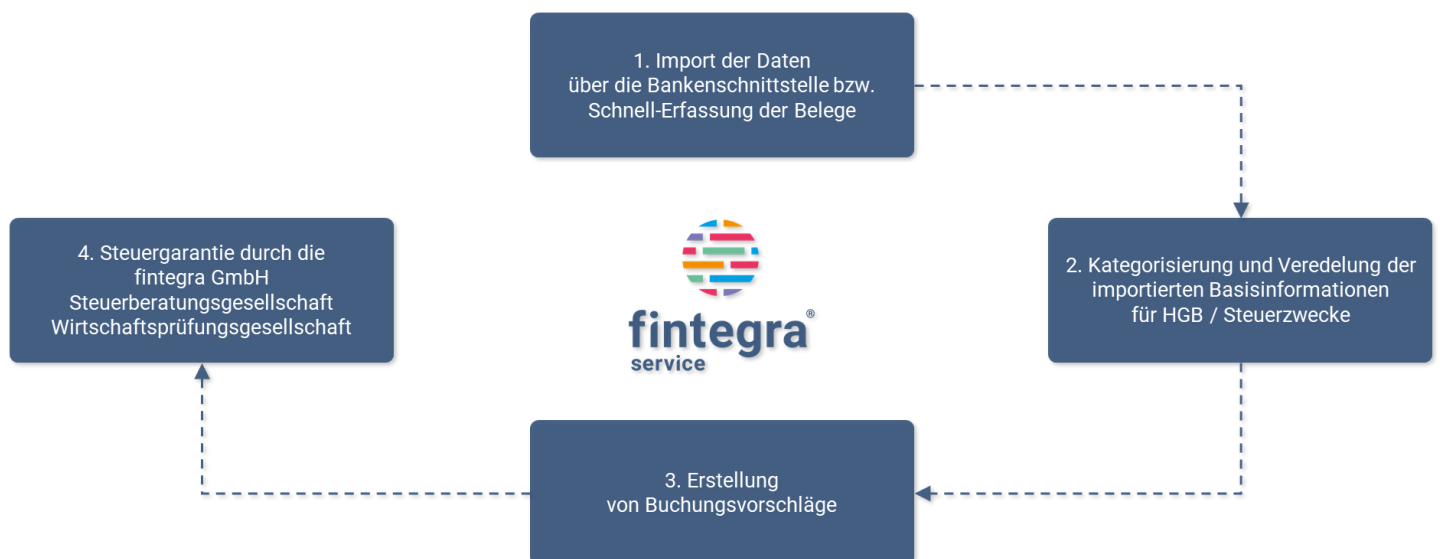 1. Import der Daten
über die Bankenschnittstelle bzw.
Schnell-Erfassung der Belege
2. Kategorisierung und Veredelung der
importierten Basisinformationen
für HGB / Steuerzwecke
3. Erstellung
von Buchungsvorschläge
4. Steuergarantie durch die
fintegra GmbH
Steuerberatungsgesellschaft
Wirtschaftsprüfungsgesellschaft
fintegra®
service